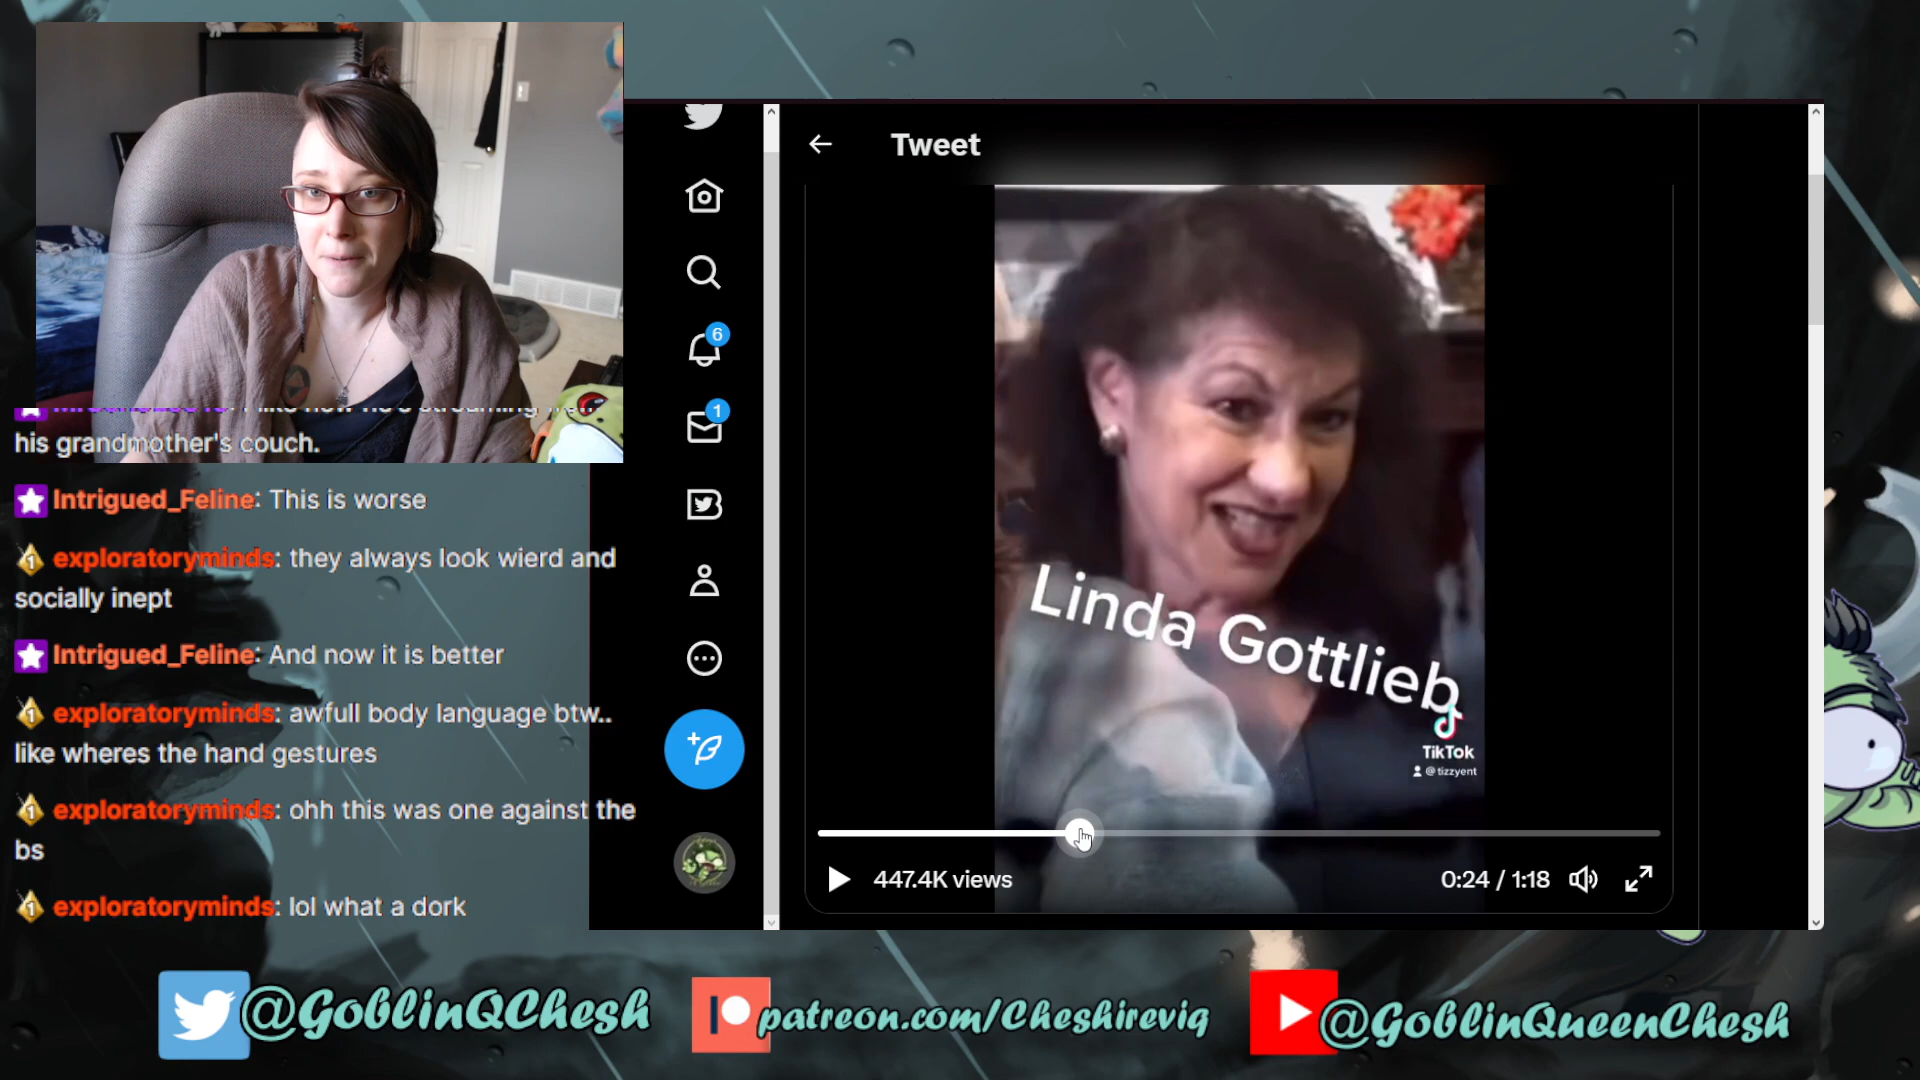 his grandmother's couch.
Intrigued_Feline: This is worse
exploratoryminds: they always look wierd and
socially inept
Intrigued_Feline: And now it is better
exploratoryminds: awfull body language btw..
like wheres the hand gestures
exploratoryminds: ohh this was one against the
bs
exploratoryminds: lol what a dork
6
1
Tweet
Linda Gottlieb
TikTok
@tizzyent
447.4K views
0:24 / 1:18
@GoblinQChesh
patreon.com/Cheshireviq
@GoblinQueenChesh